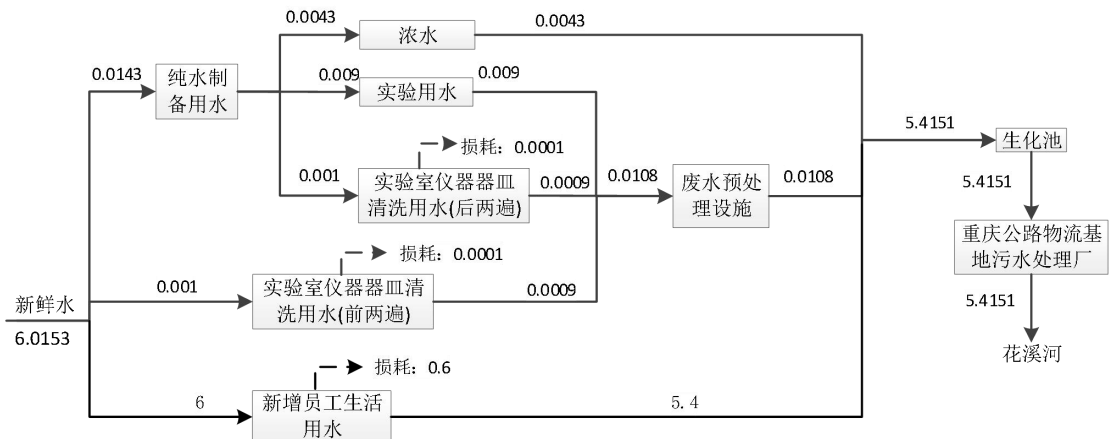 0.0043
浓水
0.0043
0.0143
纯水制
备用水
0.009
实验用水
0.009
损耗：0.0001
0.001
实验室仪器器皿
清洗用水(后两遍)
0.0009
0.0108
废水预处
理设施
0.0108
5.4151
生化池
5.4151
重庆公路物流基
地污水处理厂
5.4151
花溪河
损耗：0.0001
0.001
实验室仪器器皿清
洗用水(前两遍)
0.0009
新鲜水
6.0153
损耗：0.6
6
新增员工生活
用水
5.4